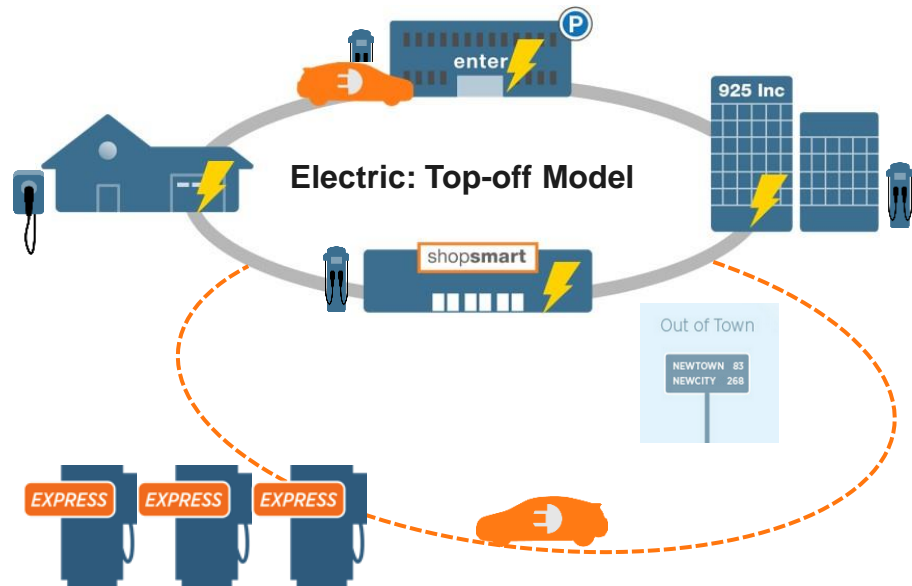 P
enter
925 Inc
Electric: Top-off Model
shopsmart
Out of Town
NEWTOWN 83
NEWCITY 268
EXPRESS
EXPRESS
EXPRESS